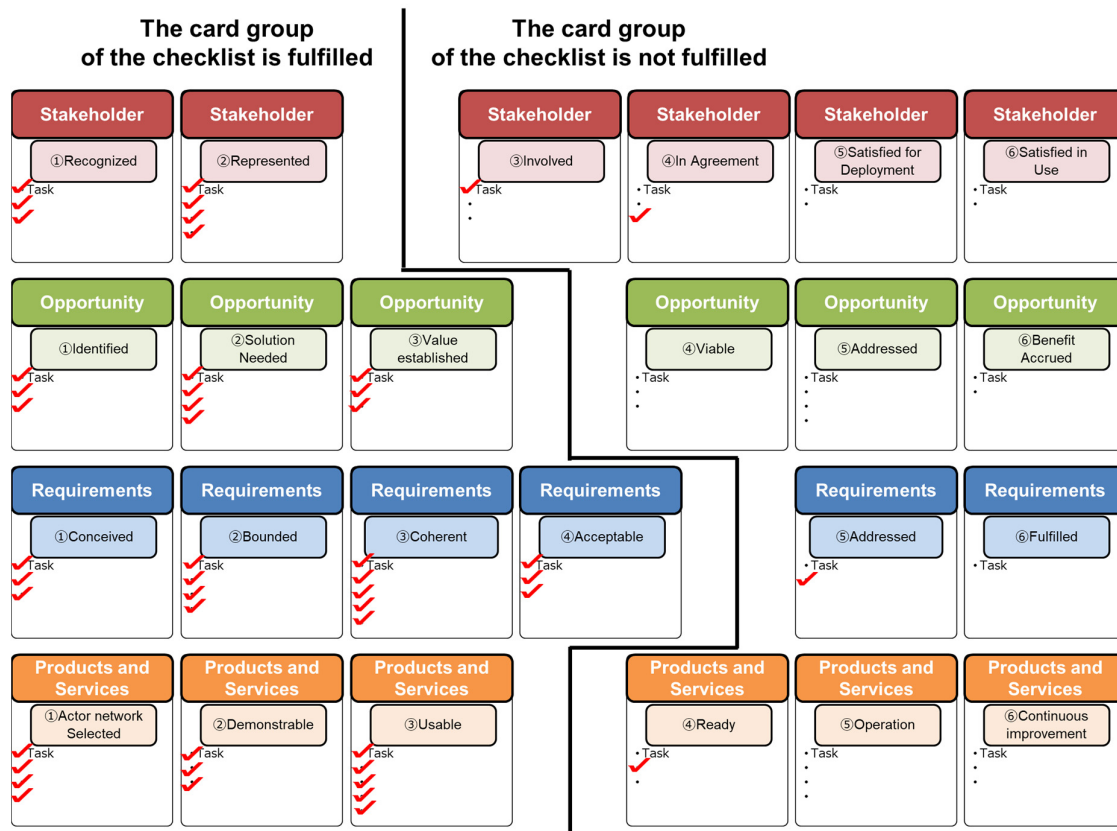 The card group
of the checklist is fulfilled
The card group
of the checklist is not fulfilled
Stakeholder
①Recognized
Task
Stakeholder
②Represented
Task
Stakeholder
③Involved
Task
Stakeholder
④In Agreement
Task
Stakeholder
⑤Satisfied for
Deployment
Task
Stakeholder
⑥Satisfied in
Use
Task
Opportunity
①Identified
Task
Opportunity
②Solution
Needed
Task
Opportunity
③Value
established
Task
Opportunity
④Viable
Task
Opportunity
⑤Addressed
Task
Opportunity
⑥Benefit
Accrued
Task
Requirements
①Conceived
Task
Requirements
②Bounded
Task
Requirements
③Coherent
Task
Requirements
④Acceptable
Task
Requirements
⑤Addressed
Task
Requirements
⑥Fulfilled
Task
Products and
Services
①Actor network
Selected
Task
Products and
Services
②Demonstrable
Task
Products and
Services
③Usable
Task
Products and
Services
④Ready
Task
Products and
Services
⑤Operation
Task
Products and
Services
⑥Continuous
improvement
Task